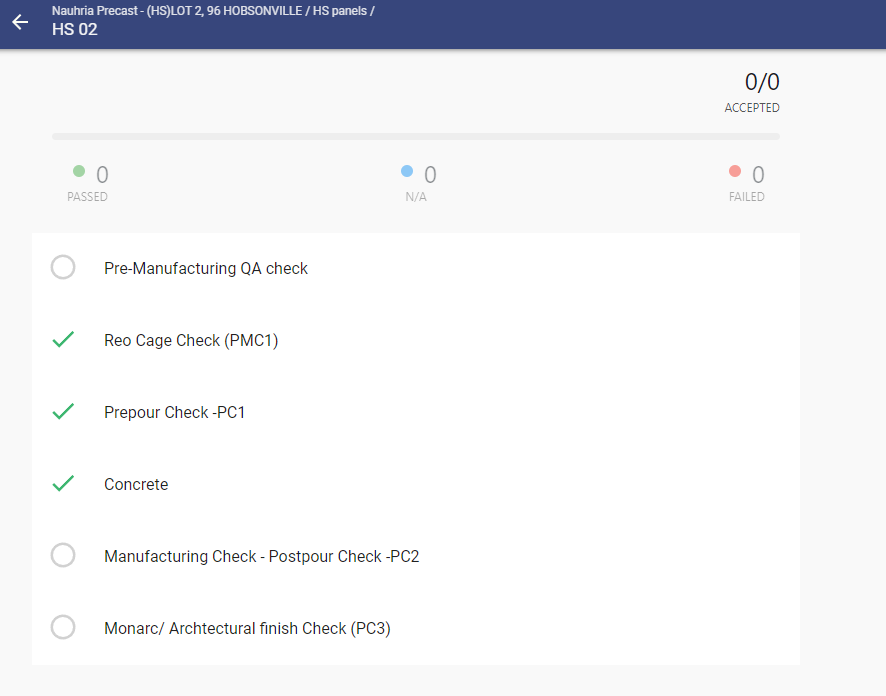 Nauhria Precast - (HS)LOT 2, 96 HOBSONVILLE / HS panels /
HS 02
0/0
ACCEPTED
0
PASSED
0
N/A
0
FAILED
Pre-Manufacturing QA check
Reo Cage Check (PMC1)
Prepour Check -PC1
Concrete
Manufacturing Check - Postpour Check -PC2
Monarc/ Archtectural finish Check (PC3)